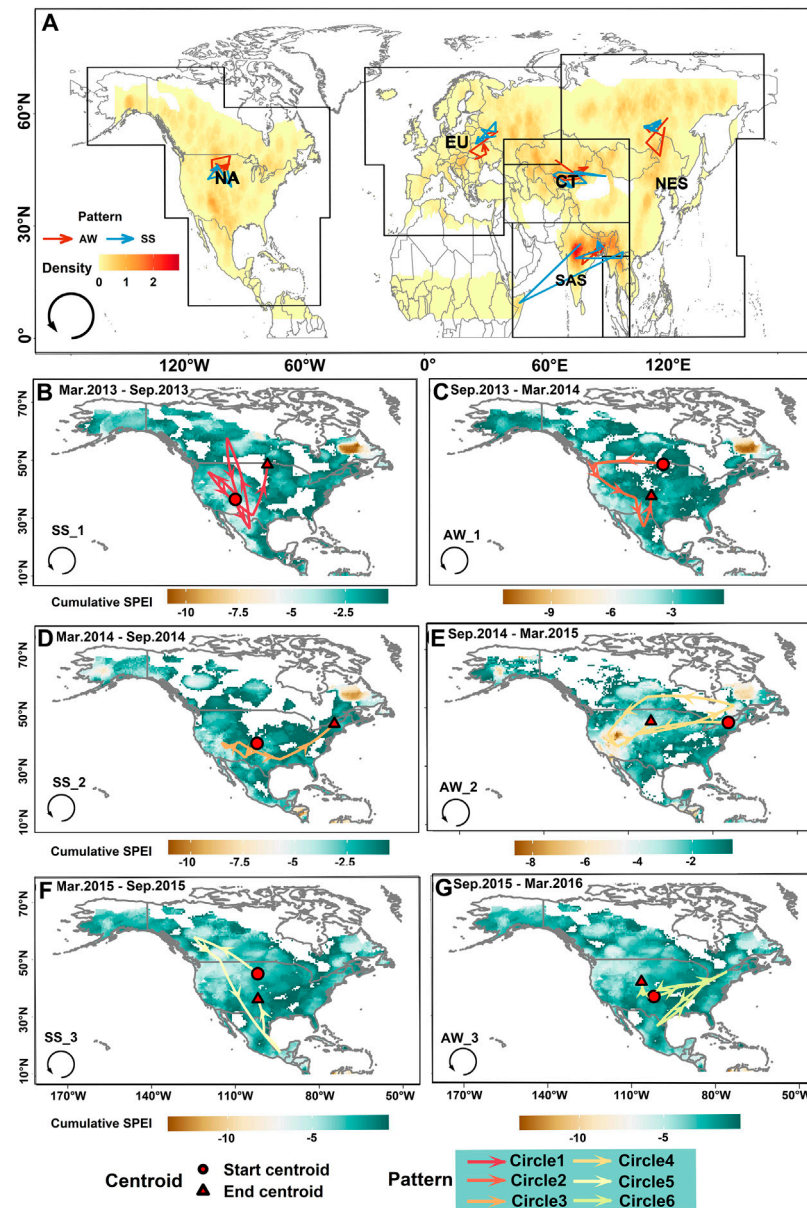 A
60°N
30°N
0°
EU
NA
CT
NES
SAS
Pattern
AW SS
Density
0 1 2
120°W 60°W 0° 60°E 120°E
B Mar.2013 - Sep.2013
70°N
50°N
30°N
10°N
SS_1
Cumulative SPEI
-10 -7.5 -5 -2.5
C Sep.2013 - Mar.2014
AW_1
-9 -6 -3
D Mar.2014 - Sep.2014
70°N
50°N
30°N
10°N
SS_2
Cumulative SPEI
-10 -7.5 -5 -2.5
E Sep.2014 - Mar.2015
AW_2
-8 -6 -4 -2
F Mar.2015 - Sep.2015
70°N
50°N
30°N
10°N
SS_3
170°W 140°W 110°W 80°W 50°W
Cumulative SPEI
-10 -5
G Sep.2015 - Mar.2016
AW_3
170°W 140°W 110°W 80°W 50°W
-10 -5
Centroid
Start centroid
End centroid
Pattern
Circle1 Circle4
Circle2 Circle5
Circle3 Circle6